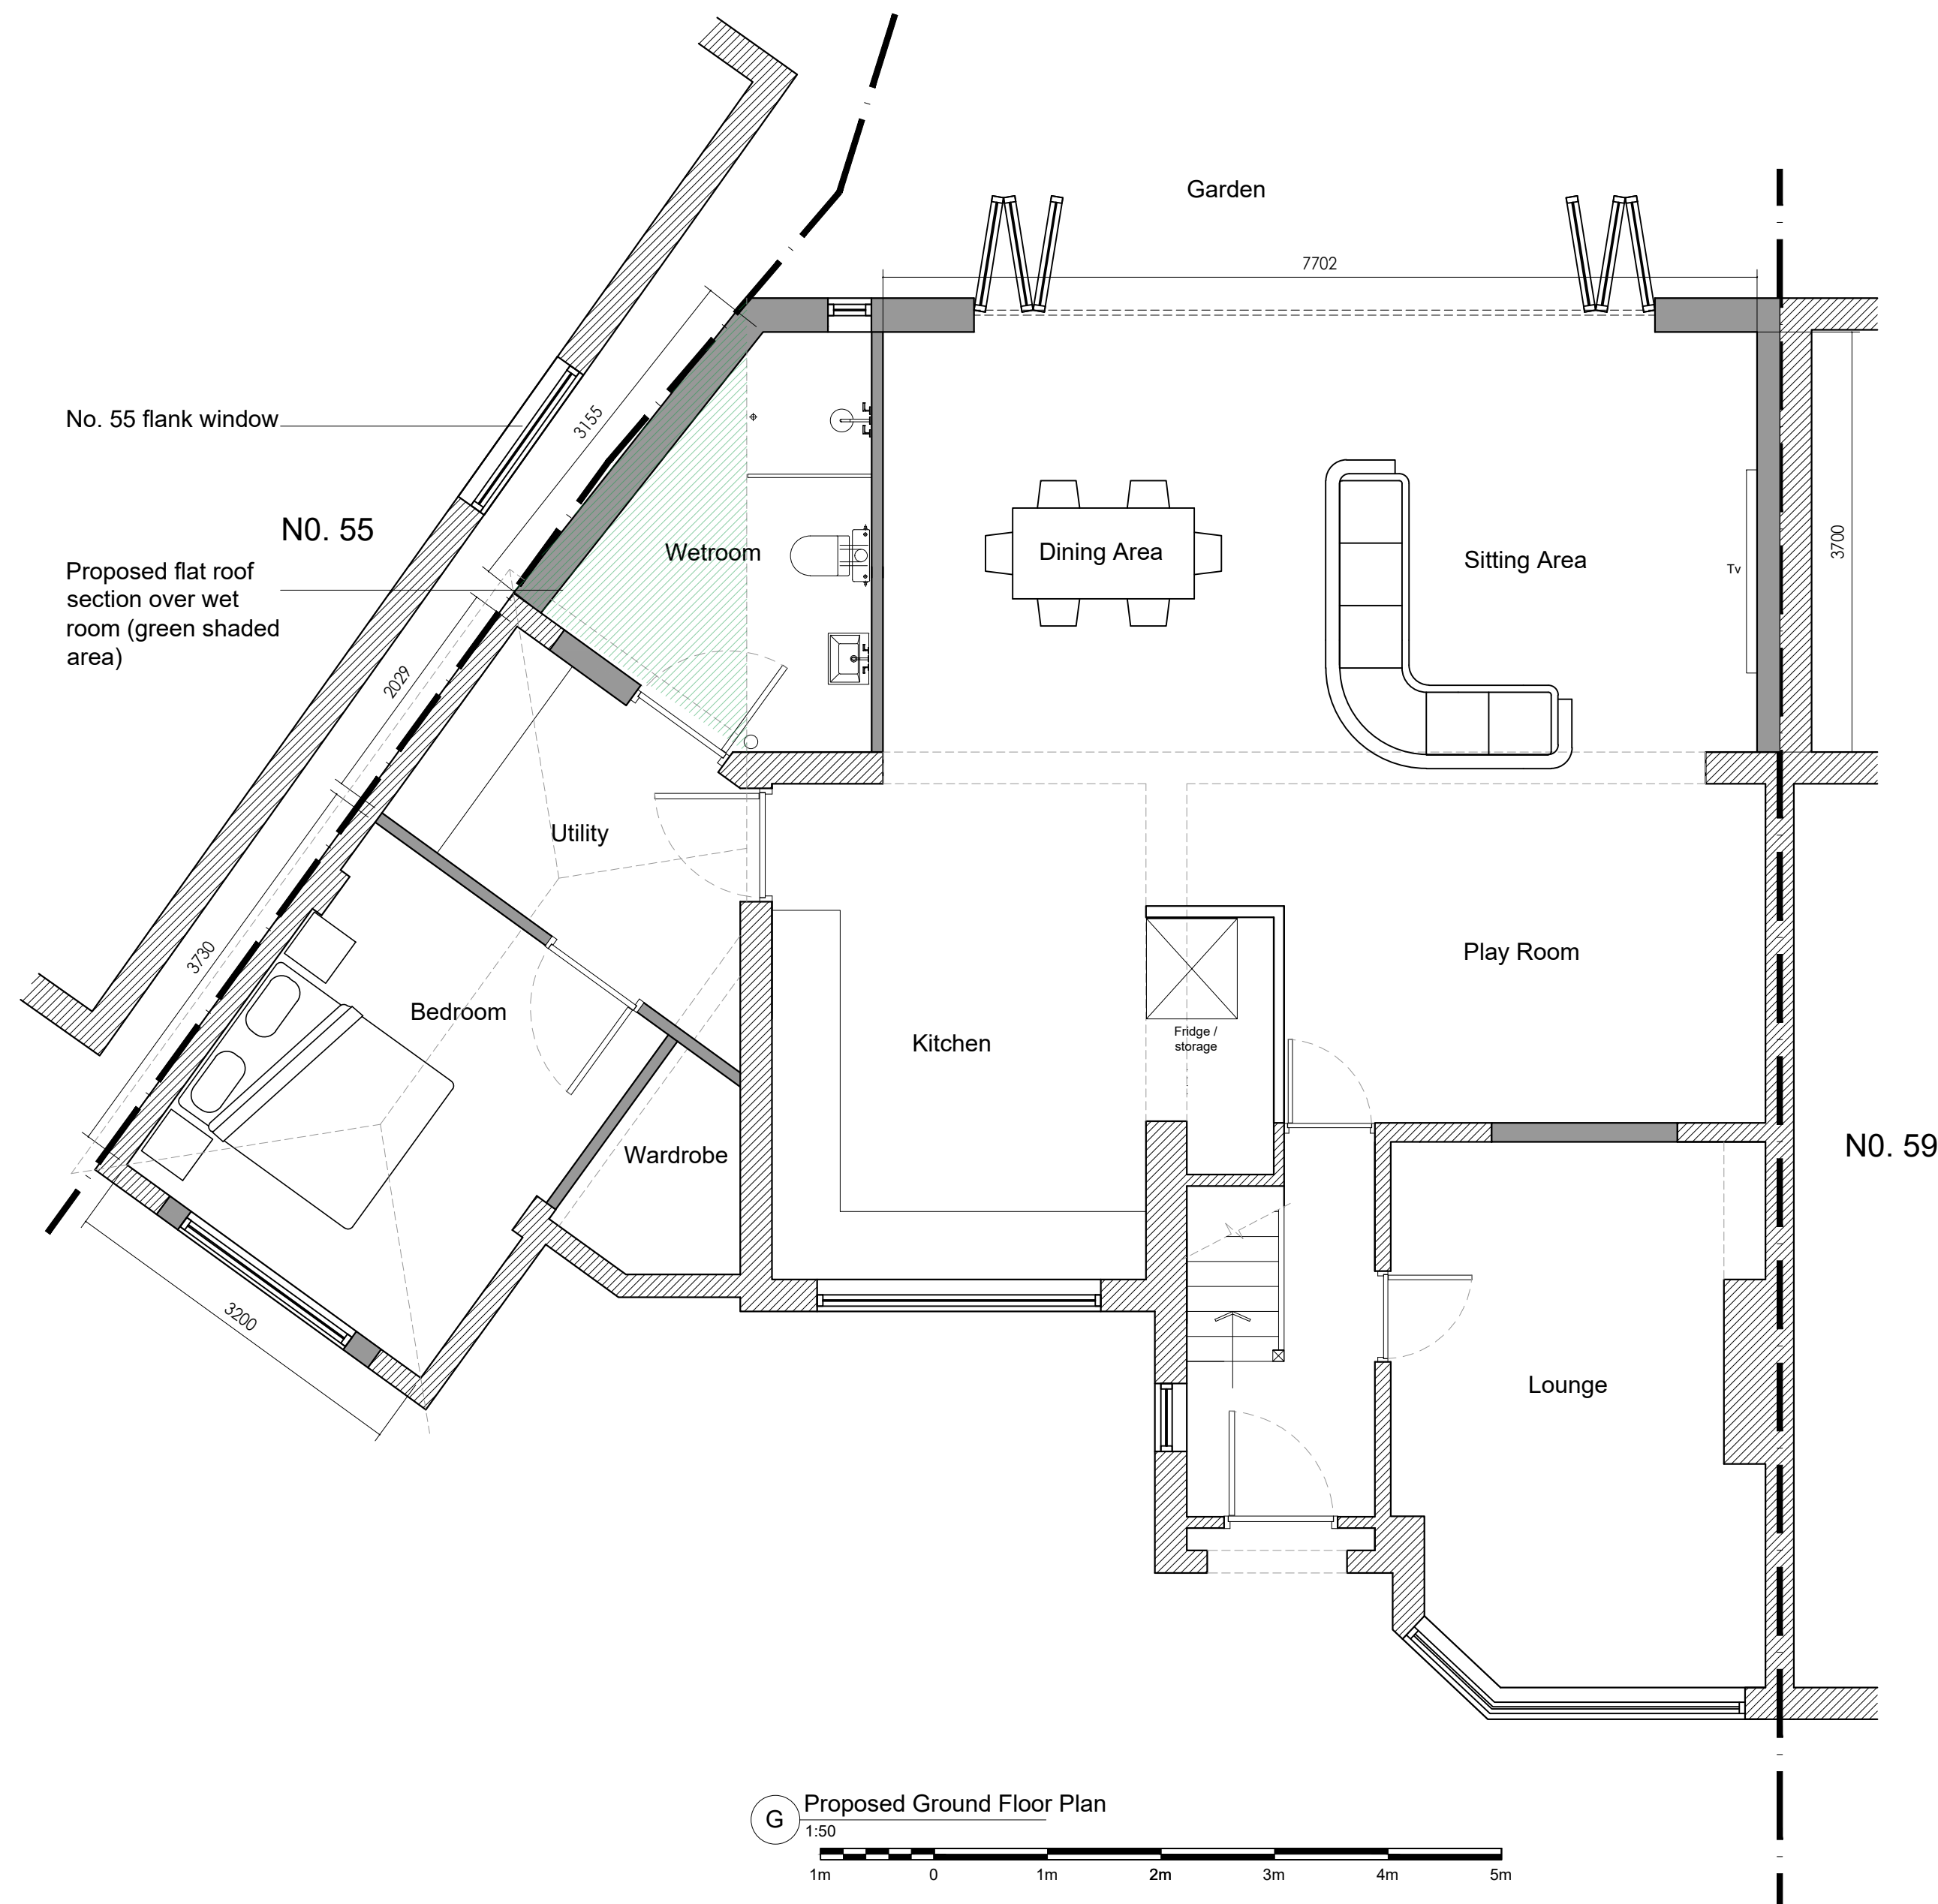 Garden
7702
No. 55 flank window
3155
N0. 55
Proposed flat roof
section over wet
room (green shaded
area)
Wetroom
Dining Area
Sitting Area
Tv
3700
2029
Utility
3730
Bedroom
Kitchen
Fridge /
storage
Play Room
Wardrobe
N0. 59
3200
Lounge
G
Proposed Ground Floor Plan
1:50
1m 0 1m 2m 3m 4m 5m